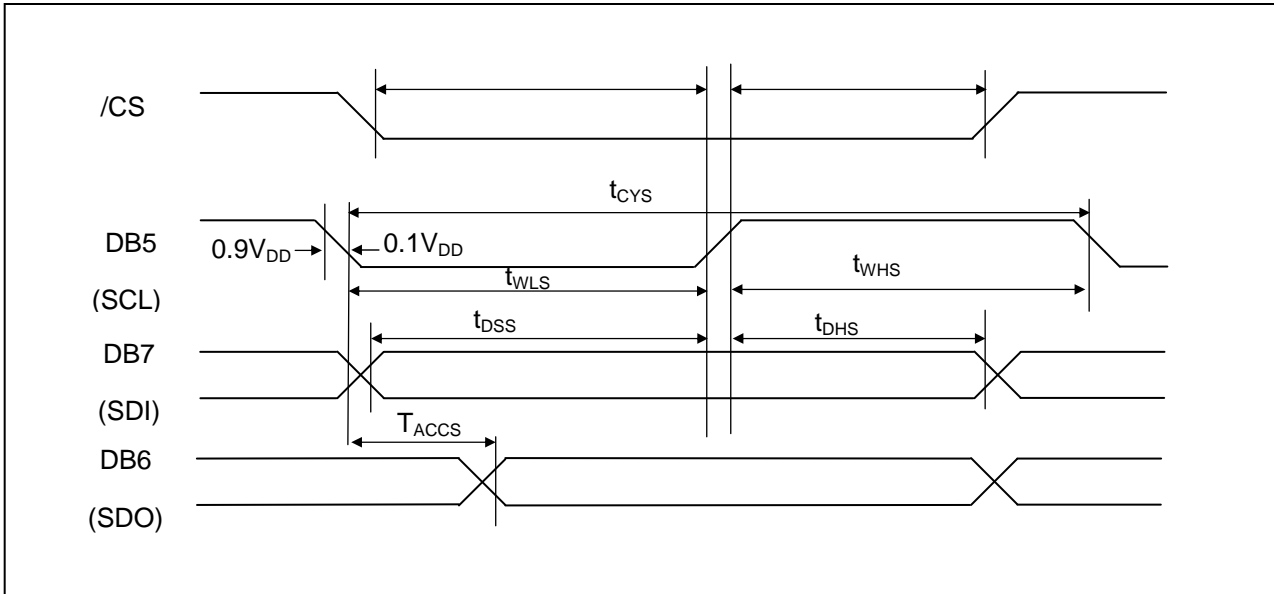 /CS
tCYS
DB5
0.9VDD
0.1VDD
(SCL)
tWLS
tWHS
tDSS
tDHS
DB7
(SDI)
TACCS
DB6
(SDO)